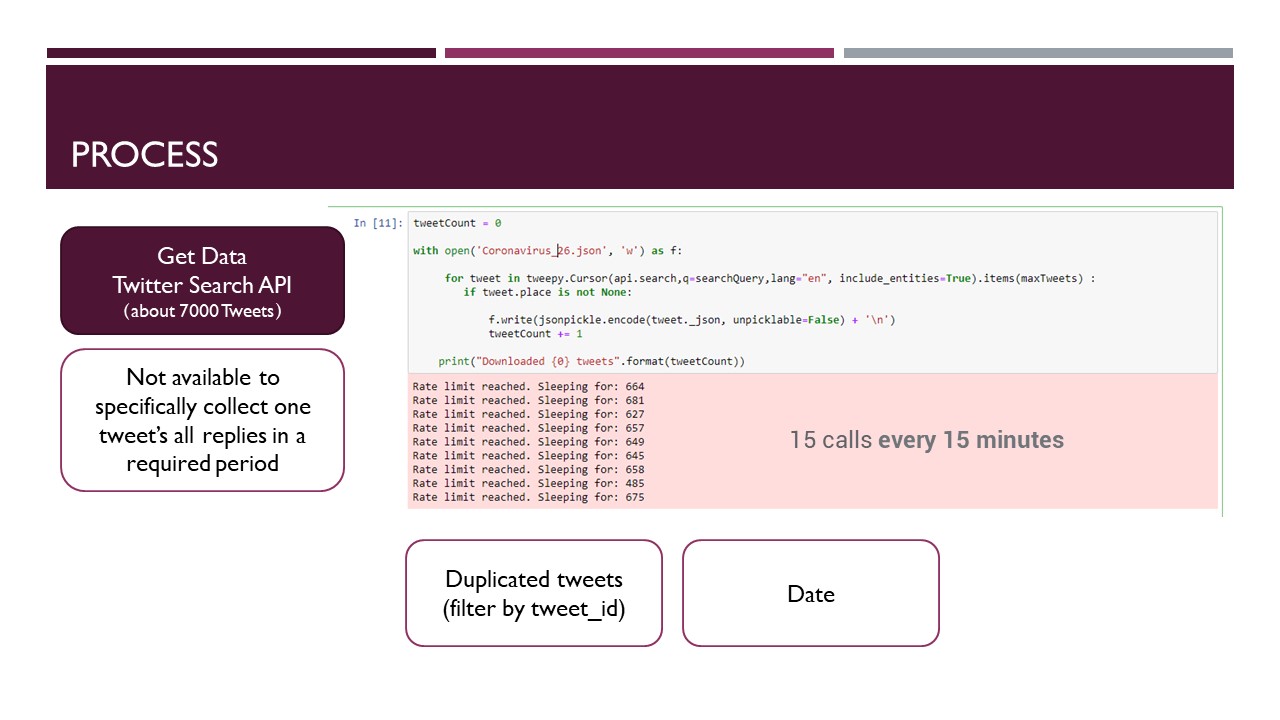 PROCESS
Get Data
Twitter Search API
(about 7000 Tweets)
Not available to
specifically collect one
tweet's all replies in a
required period
In [11]: tweetCount = 0
with open('Coronavirus_26.json', 'w') as f:
for tweet in tweepy.Cursor(api.search,q=searchQuery,lang="en", include_entities=True).items(maxTweets) :
if tweet.place is not None:
f.write(jsonpickle.encode(tweet._json, unpicklable=False) + '\n')
tweetCount += 1
print("Downloaded {0} tweets".format(tweetCount))
Rate limit reached. Sleeping for: 664
Rate limit reached. Sleeping for: 681
Rate limit reached. Sleeping for: 627
Rate limit reached. Sleeping for: 657
Rate limit reached. Sleeping for: 649
Rate limit reached. Sleeping for: 645
Rate limit reached. Sleeping for: 658
Rate limit reached. Sleeping for: 485
Rate limit reached. Sleeping for: 675
15 calls every 15 minutes
Duplicated tweets
(filter by tweet_id)
Date